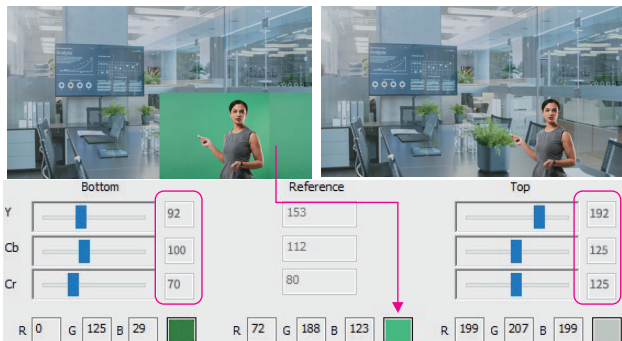 Analysis
Bottom Reference Top
Y 92 153 192
Cb 100 112 125
Cr 70 80 125
R 0 G 125 B 29 R 72 G 188 B 123 R 199 G 207 B 199